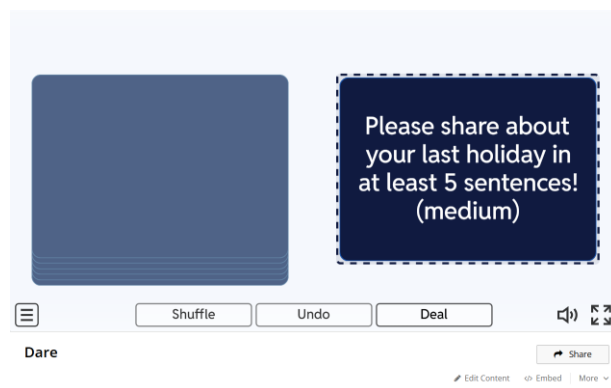 Please share about
your last holiday in
at least 5 sentences!
(medium)
Shuffle
Undo
Deal
Dare
Share
Edit Content
Embed
More